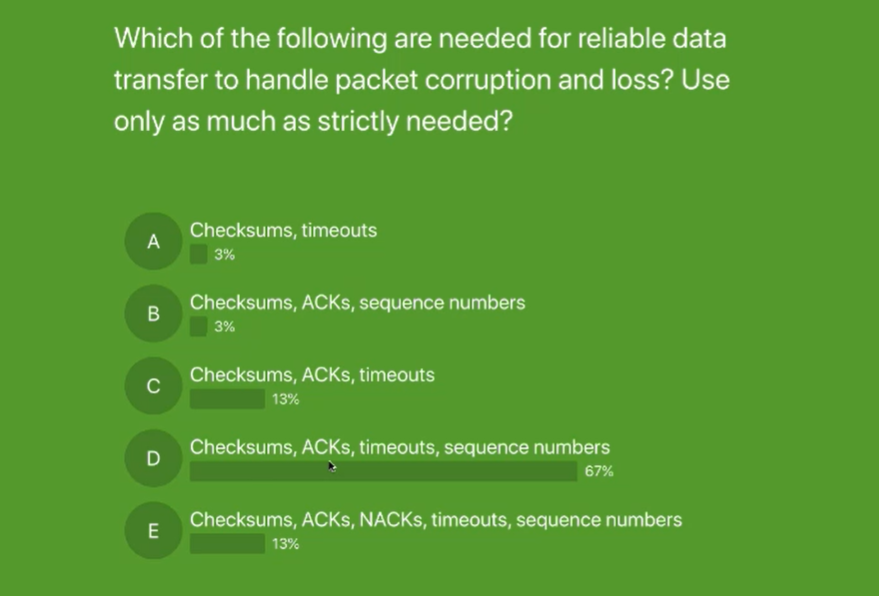 Which of the following are needed for reliable data
transfer to handle packet corruption and loss? Use
only as much as strictly needed?
A
Checksums, timeouts
3%
B
Checksums, ACKs, sequence numbers
3%
C
Checksums, ACKs, timeouts
13%
D
Checksums, ACKs, timeouts, sequence numbers
67%
E
Checksums, ACKs, NACKs, timeouts, sequence numbers
13%